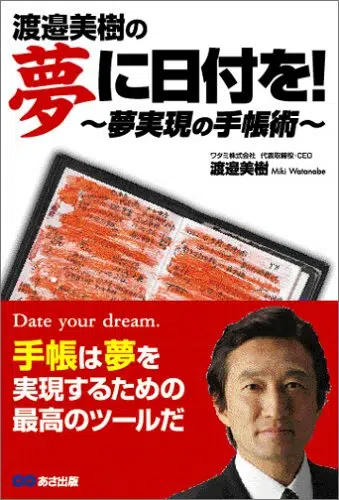 渡邉美樹の
夢に日付を!
〜夢実現の手帳術〜
ワタミ株式会社 代表取締役・CEO
渡邉美樹 Miki Watanabe
Date your dream.
手帳は夢を
実現するための
最高のツールだ
あさ出版